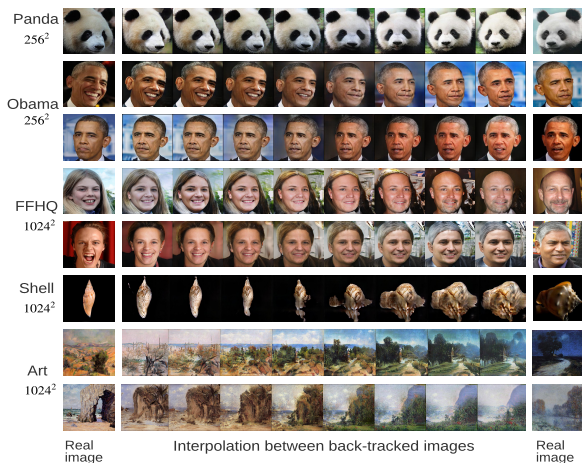 Panda
256²
Obama
256²
FFHQ
1024²
Shell
1024²
Art
1024²
Real image
Interpolation between back-tracked images
Real image